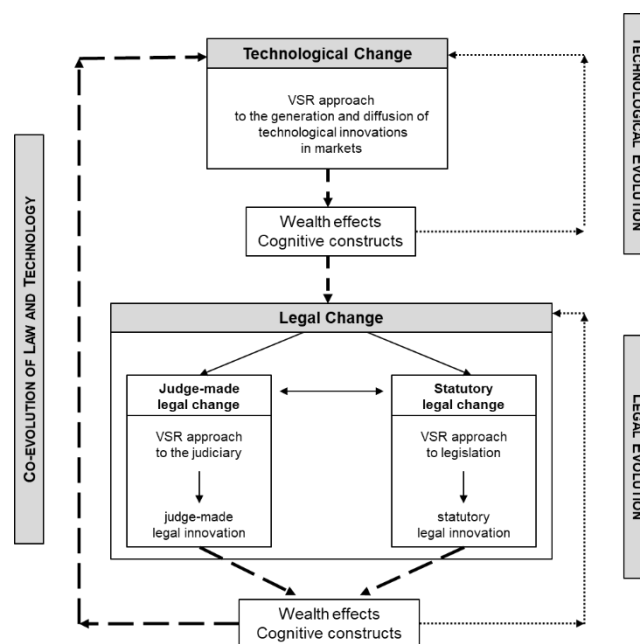 Technological Change
VSR approach
to the generation and diffusion of
technological innovations
in markets
Wealth effects
Cognitive constructs
Legal Change
Judge-made
legal change
VSR approach
to the judiciary
judge-made
legal innovation
Statutory
legal change
VSR approach
to legislation
statutory
legal innovation
Wealth effects
Cognitive constructs
CO-EVOLUTION OF LAW AND TECHNOLOGY
TECHNOLOGICAL EVOLUTION
LEGAL EVOLUTION